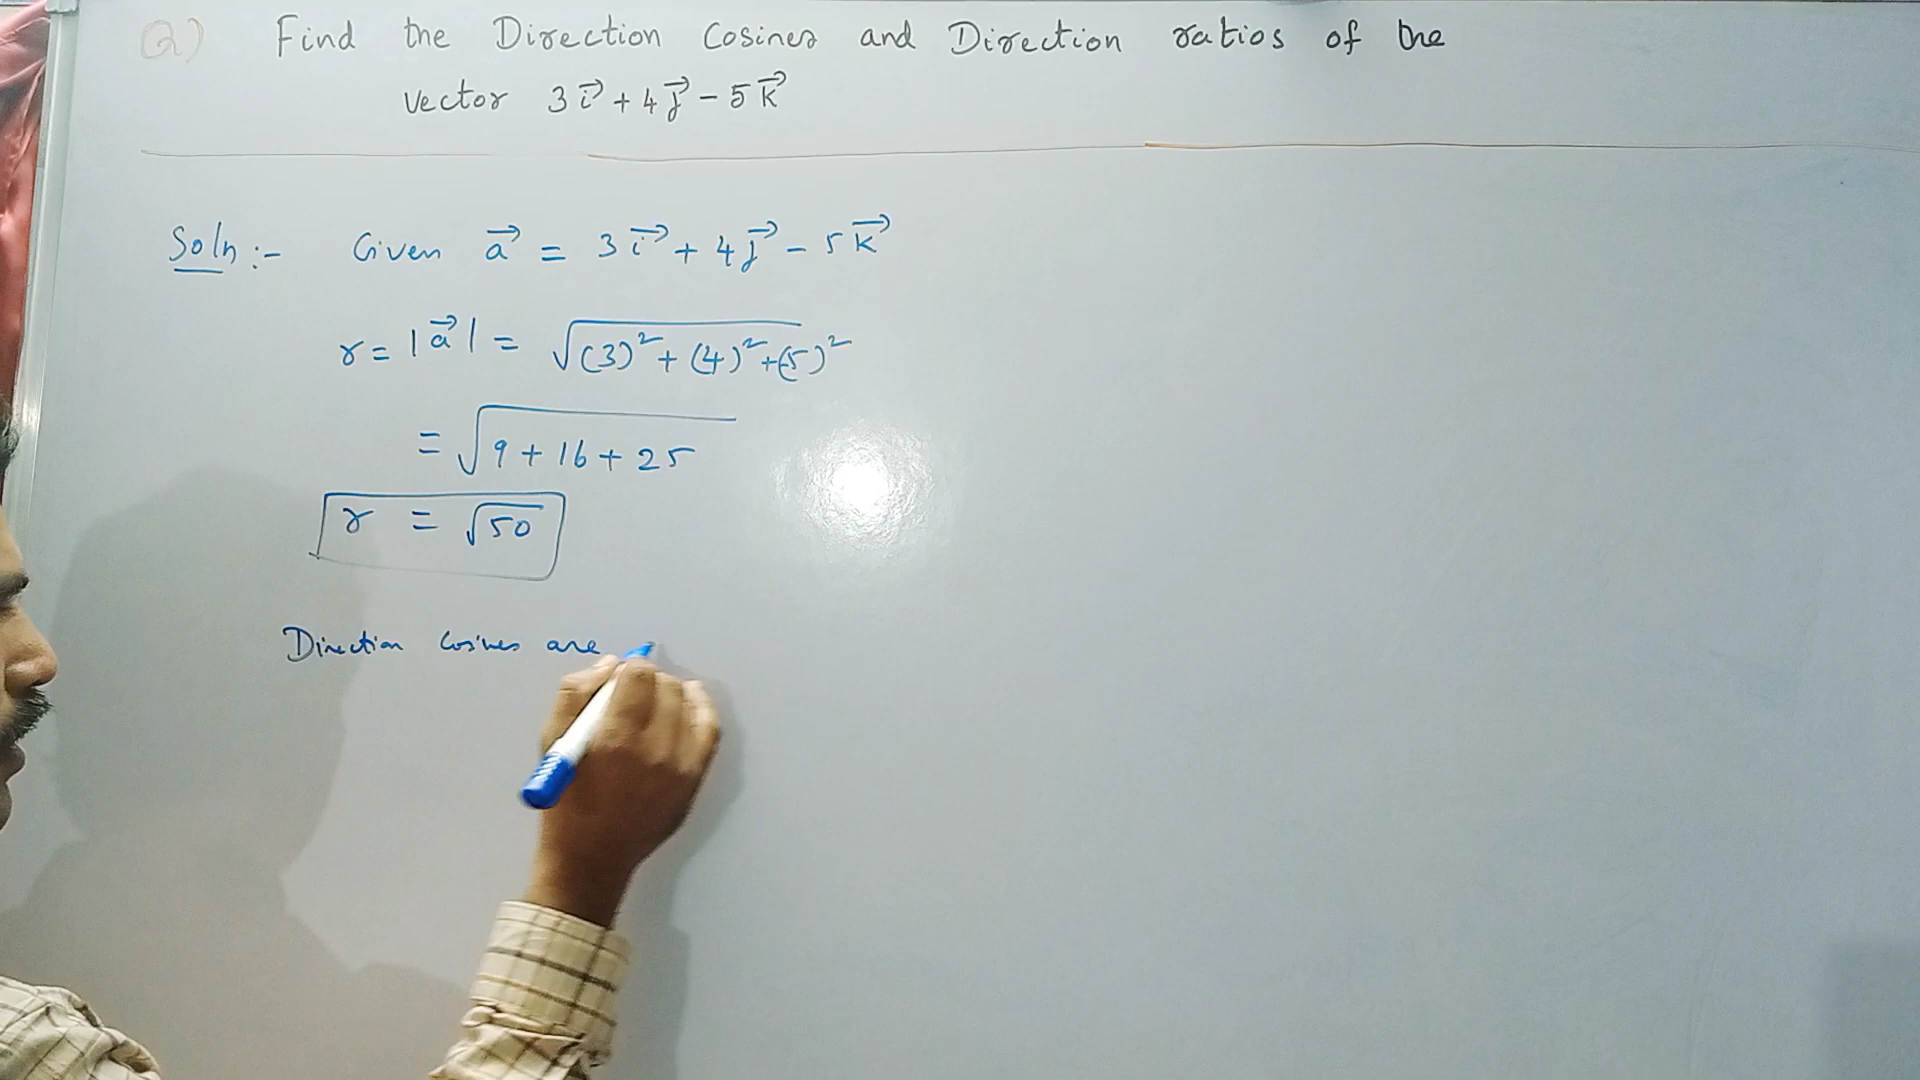 2) Find the Direction Cosines and Direction ratios of the
vector 3i⃗ + 4j⃗ - 5k⃗
Soln :- Given a⃗ = 3i⃗ + 4j⃗ - 5k⃗
r = |a⃗| = √(3)² + (4)² + (-5)²
= √9 + 16 + 25
r = √50
Direction Cosines are